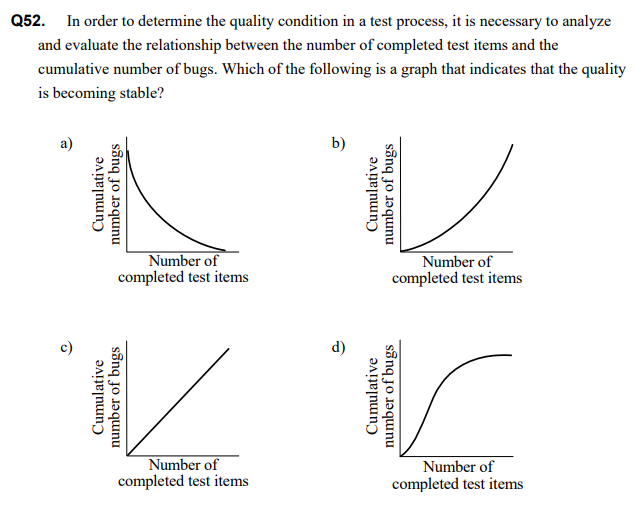 Q52. In order to determine the quality condition in a test process, it is necessary to analyze
and evaluate the relationship between the number of completed test items and the
cumulative number of bugs. Which of the following is a graph that indicates that the quality
is becoming stable?
a)
Cumulative
number of bugs
Number of
completed test items
b)
Cumulative
number of bugs
Number of
completed test items
c)
Cumulative
number of bugs
Number of
completed test items
d)
Cumulative
number of bugs
Number of
completed test items